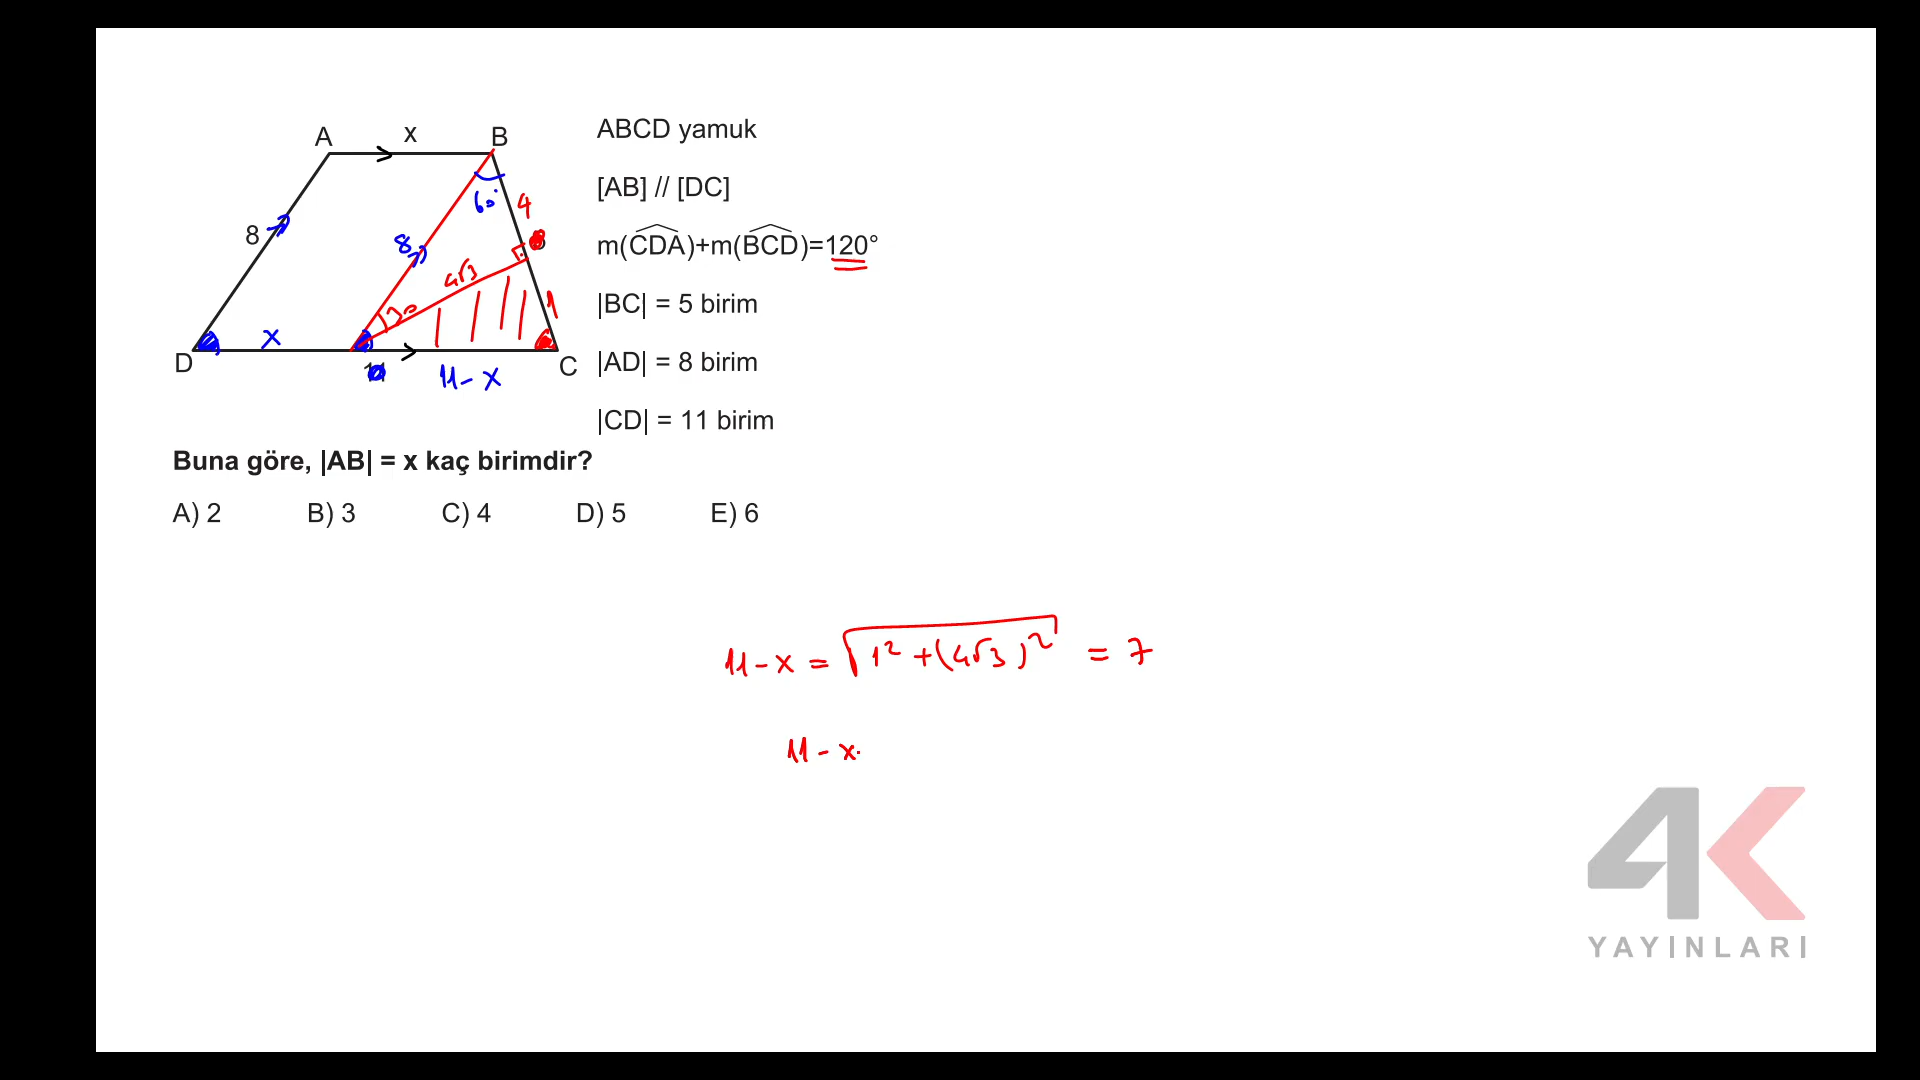 A x B
8
8
60°
4
4√3
30
1
D x C
11 - x
ABCD yamuk
[AB] // [DC]
m(CDA)+m(BCD)=120°
|BC| = 5 birim
|AD| = 8 birim
|CD| = 11 birim
Buna göre, |AB| = x kaç birimdir?
A) 2 B) 3 C) 4 D) 5 E) 6
11 - x = √1² + (4√3)² = 7
11 - x
4K
YAYINLARI